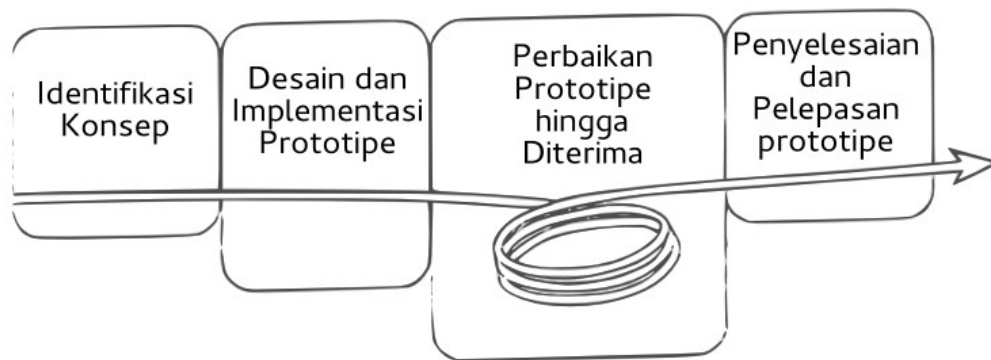 Identifikasi
Konsep
Desain dan
Implementasi
Prototipe
Perbaikan
Prototipe
hingga
Diterima
Penyelesaian
dan
Pelepasan
prototipe